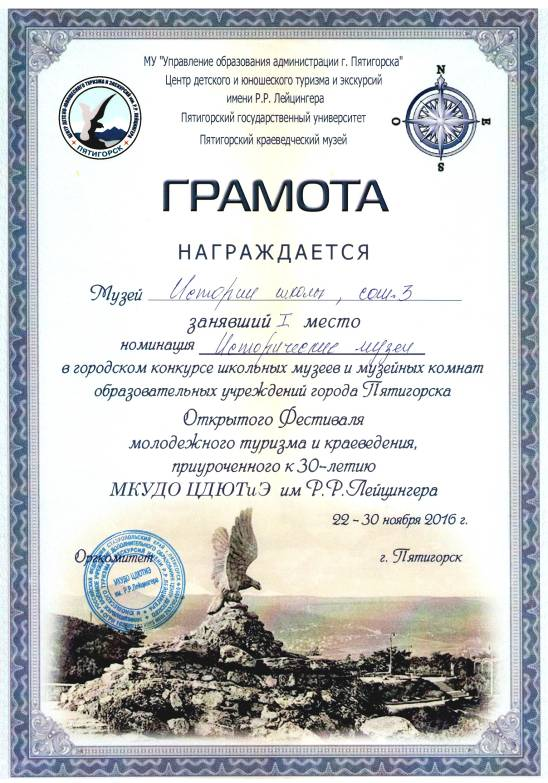 МУ "Управление образования администрации г. Пятигорска"
Центр детского и юношеского туризма и экскурсий
имени Р.Р. Лейцингера
Пятигорский государственный университет
Пятигорский краеведческий музей
ПЯТИГОРСК
N
O
E
S
ГРАМОТА
НАГРАЖДАЕТСЯ
Музей Истории школы, сош.3
занявший I место
номинация Исторические музеи
в городском конкурсе школьных музеев и музейных комнат
образовательных учреждений города Пятигорска
Открытого Фестиваля
молодежного туризма и краеведения,
приуроченного к 30-летию
МКУДО ЦДЮТиЭ им Р.Р.Лейцингера
22 - 30 ноября 2016 г.
Оргкомитет г. Пятигорск
МКУДО ЦДЮТИЭ
им. Р.Р.Лейцингера